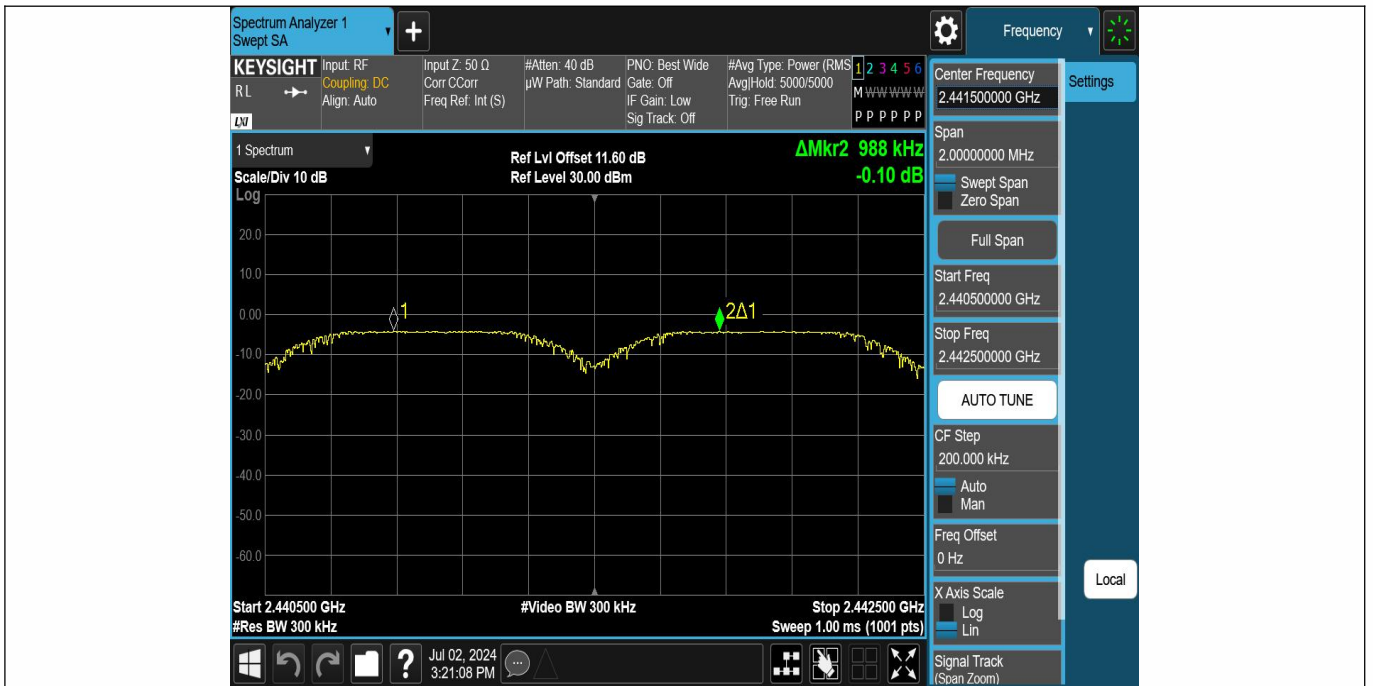 Spectrum Analyzer 1
Swept SA
+
Frequency
KEYSIGHT
RL
LXI
Input: RF
Coupling: DC
Align: Auto
Input Z: 50 Ω
Corr CCorr
Freq Ref: Int (S)
#Atten: 40 dB
µW Path: Standard
PNO: Best Wide
Gate: Off
IF Gain: Low
Sig Track: Off
#Avg Type: Power (RMS
Avg|Hold: 5000/5000
Trig: Free Run
1 2 3 4 5 6
M W W W W W
P P P P P P
1 Spectrum
Scale/Div 10 dB
Log
Ref Lvl Offset 11.60 dB
Ref Level 30.00 dBm
ΔMkr2 988 kHz
-0.10 dB
20.0
10.0
0.00
-10.0
-20.0
-30.0
-40.0
-50.0
-60.0
1
2Δ1
Start 2.440500 GHz
#Res BW 300 kHz
#Video BW 300 kHz
Stop 2.442500 GHz
Sweep 1.00 ms (1001 pts)
Center Frequency
2.441500000 GHz
Span
2.00000000 MHz
Swept Span
Zero Span
Full Span
Start Freq
2.440500000 GHz
Stop Freq
2.442500000 GHz
AUTO TUNE
CF Step
200.000 kHz
Auto
Man
Freq Offset
0 Hz
X Axis Scale
Log
Lin
Signal Track
(Span Zoom)
Settings
Local
?
Jul 02, 2024
3:21:08 PM